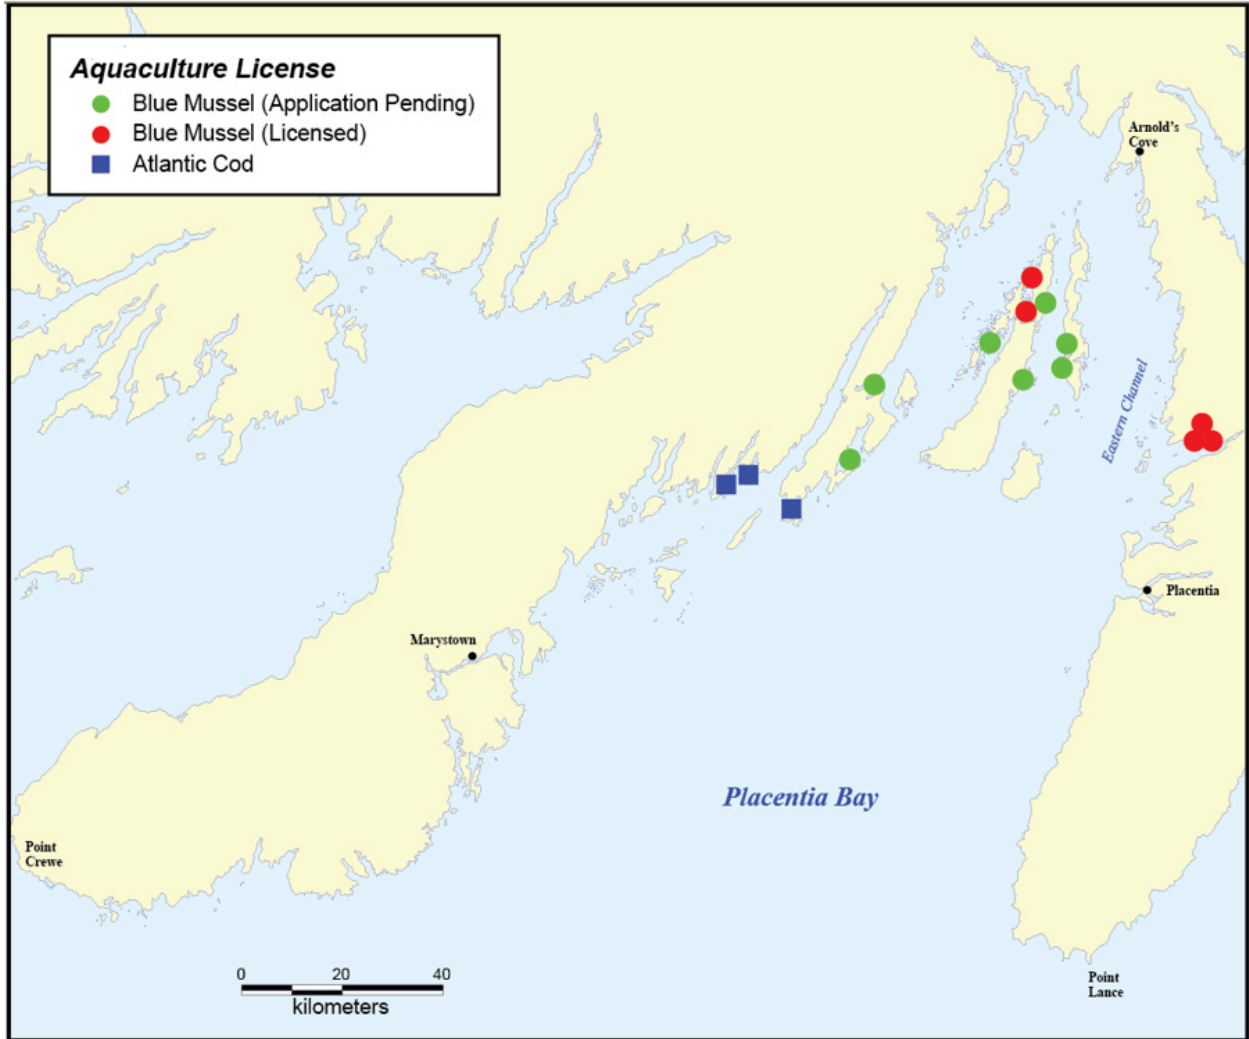 Aquaculture License
Blue Mussel (Application Pending)
Blue Mussel (Licensed)
Atlantic Cod
Arnold's
Cove
Eastern Channel
Placentia
Marystown
Placentia Bay
Point
Crewe
Point
Lance
0 20 40
kilometers